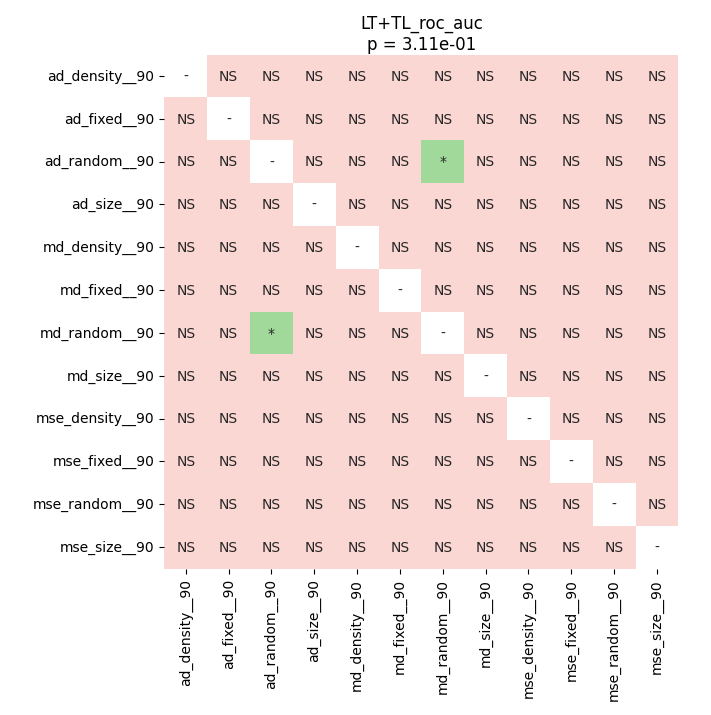 LT+TL_roc_auc
p = 3.11e-01
ad_density__90 - NS NS NS NS NS NS NS NS NS NS NS
ad_fixed__90 NS - NS NS NS NS NS NS NS NS NS NS
ad_random__90 NS NS - NS NS NS * NS NS NS NS NS
ad_size__90 NS NS NS - NS NS NS NS NS NS NS NS
md_density__90 NS NS NS NS - NS NS NS NS NS NS NS
md_fixed__90 NS NS NS NS NS - NS NS NS NS NS NS
md_random__90 NS NS * NS NS NS - NS NS NS NS NS
md_size__90 NS NS NS NS NS NS NS - NS NS NS NS
mse_density__90 NS NS NS NS NS NS NS NS - NS NS NS
mse_fixed__90 NS NS NS NS NS NS NS NS NS - NS NS
mse_random__90 NS NS NS NS NS NS NS NS NS NS - NS
mse_size__90 NS NS NS NS NS NS NS NS NS NS NS -
ad_density__90
ad_fixed__90
ad_random__90
ad_size__90
md_density__90
md_fixed__90
md_random__90
md_size__90
mse_density__90
mse_fixed__90
mse_random__90
mse_size__90